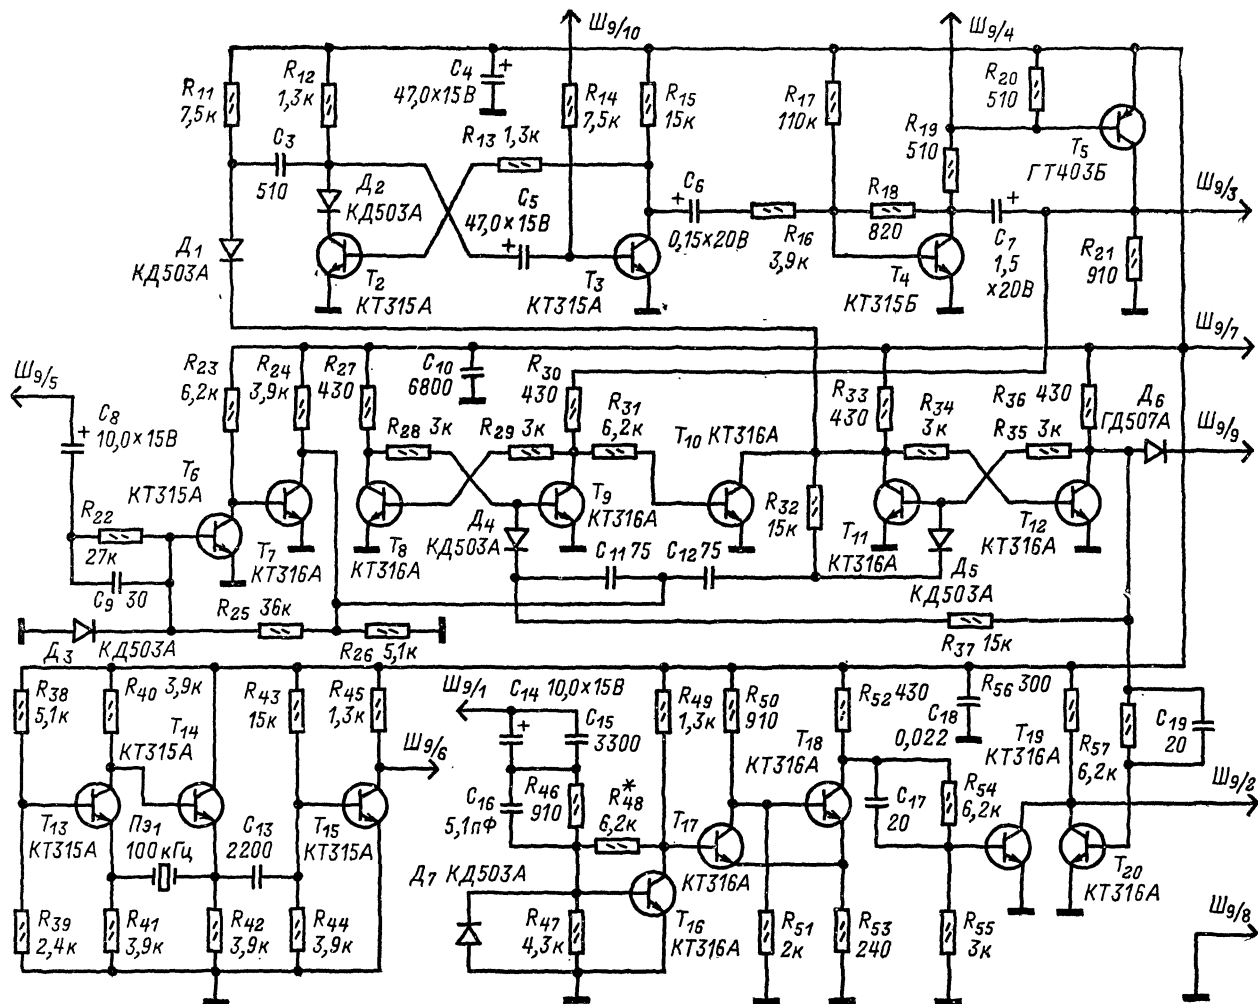 Ш9/10
Ш9/4
R11
7,5к
R12
1,3к
C4
47,0×15В
+
R14
7,5к
R15
15к
R17
110к
R20
510
C3
510
R13 1,3к
R19
510
T5
ГТ403Б
Д2
КД503А
C5
47,0×15В
+
C6
+
0,15×20В
R18
820
+
Ш9/3
Д1
КД503А
T2
КТ315А
T3
КТ315А
R16
3,9к
T4
КТ315Б
C7
1,5
×20В
R21
910
Ш9/7
Ш9/5
R23
6,2к
R24
3,9к
R27
430
C10
6800
R30
430
R33
430
R36 430
Д6
ГД507А
C8
+ 10,0×15В
R28 3к
R29 3к
R31
6,2к
T10 КТ316А
R34
3к
R35 3к
Ш9/9
T6
КТ315А
R22
27к
T7
КТ316А
T8
КТ316А
Д4
КД503А
T9
КТ316А
R32
15к
T11
КТ316А
T12
КТ316А
C11 75
C12 75
Д5
КД503А
C9 30
R25 36к
R37 15к
Д3 КД503А
R26 5,1к
R38
5,1к
R40 3,9к
R43
15к
R45
1,3к
Ш9/1
C14 10,0×15В
+
C15
3300
R49
1,3к
R50
910
R52 430
C18
0,022
R56 300
T14
КТ315А
Ш9/6
T18
КТ316А
T19
КТ316А
R57
6,2к
C19
20
C16
5,1пФ
R46
910
R*48
6,2к
T17
КТ316А
C17
20
R54
6,2к
Ш9/2
T13
КТ315А
Пэ1
100кГц
C13
2200
T15
КТ315А
Д7 КД503А
T20
КТ316А
R39
2,4к
R41
3,9к
R42
3,9к
R44
3,9к
R47
4,3к
T16
КТ316А
R51
2к
R53
240
R55
3к
Ш9/8